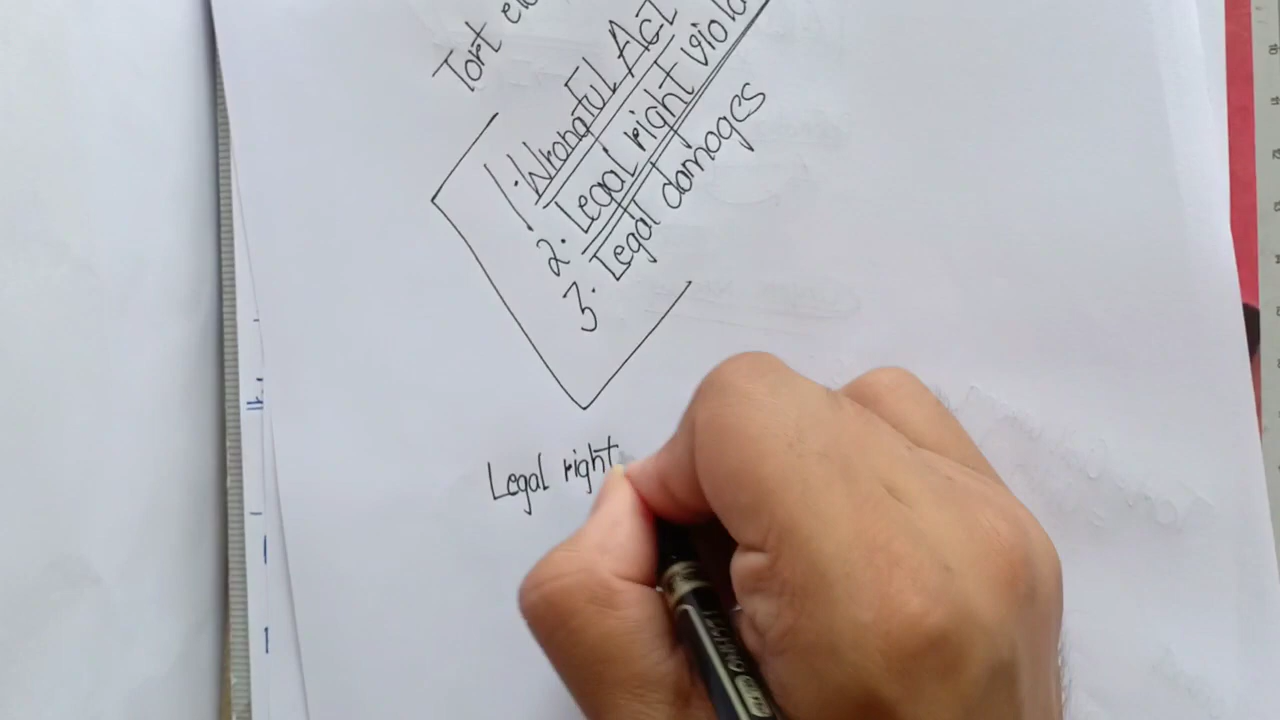 Tort
1. Wrongful Act
2. Legal right
3. Legal damages
Legal right